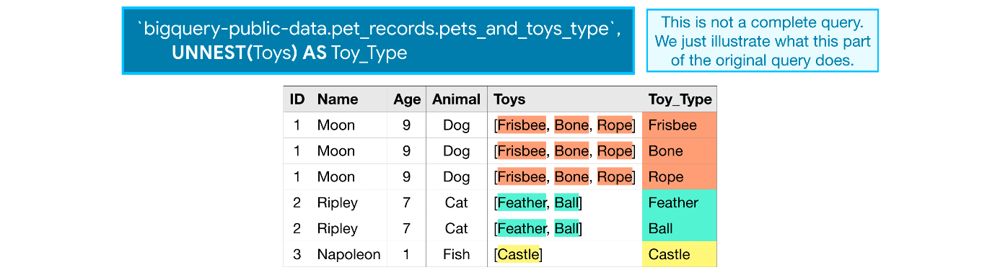 `bigquery-public-data.pet_records.pets_and_toys_type`,
UNNEST(Toys) AS Toy_Type
This is not a complete query.
We just illustrate what this part
of the original query does.
ID Name Age Animal Toys Toy_Type
1 Moon 9 Dog [Frisbee, Bone, Rope] Frisbee
1 Moon 9 Dog [Frisbee, Bone, Rope] Bone
1 Moon 9 Dog [Frisbee, Bone, Rope] Rope
2 Ripley 7 Cat [Feather, Ball] Feather
2 Ripley 7 Cat [Feather, Ball] Ball
3 Napoleon 1 Fish [Castle] Castle